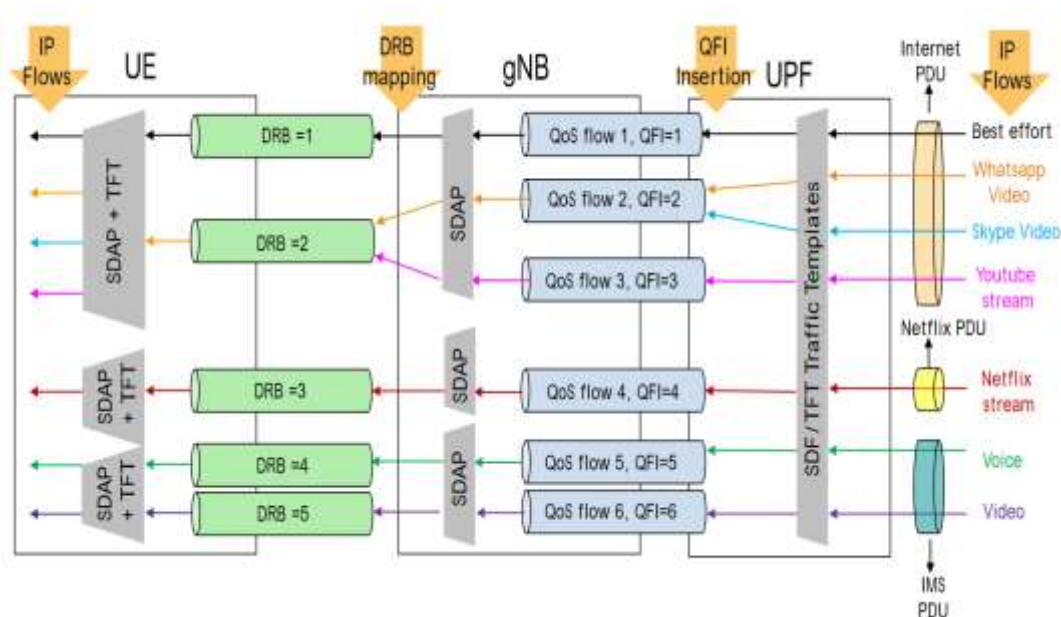 IP
Flows
UE
DRB
mapping
gNB
QFI
Insertion
UPF
Internet
PDU
IP
Flows
SDAP + TFT
DRB =1
SDAP
QoS flow 1, QFI=1
SDF / TFT Traffic Templates
Best effort
QoS flow 2, QFI=2
Whatsapp
Video
DRB =2
Skype Video
QoS flow 3, QFI=3
Youtube
stream
Netflix PDU
SDAP
+ TFT
DRB =3
SDAP
QoS flow 4, QFI=4
Netflix
stream
SDAP
+ TFT
DRB =4
SDAP
QoS flow 5, QFI=5
Voice
DRB =5
QoS flow 6, QFI=6
Video
IMS
PDU